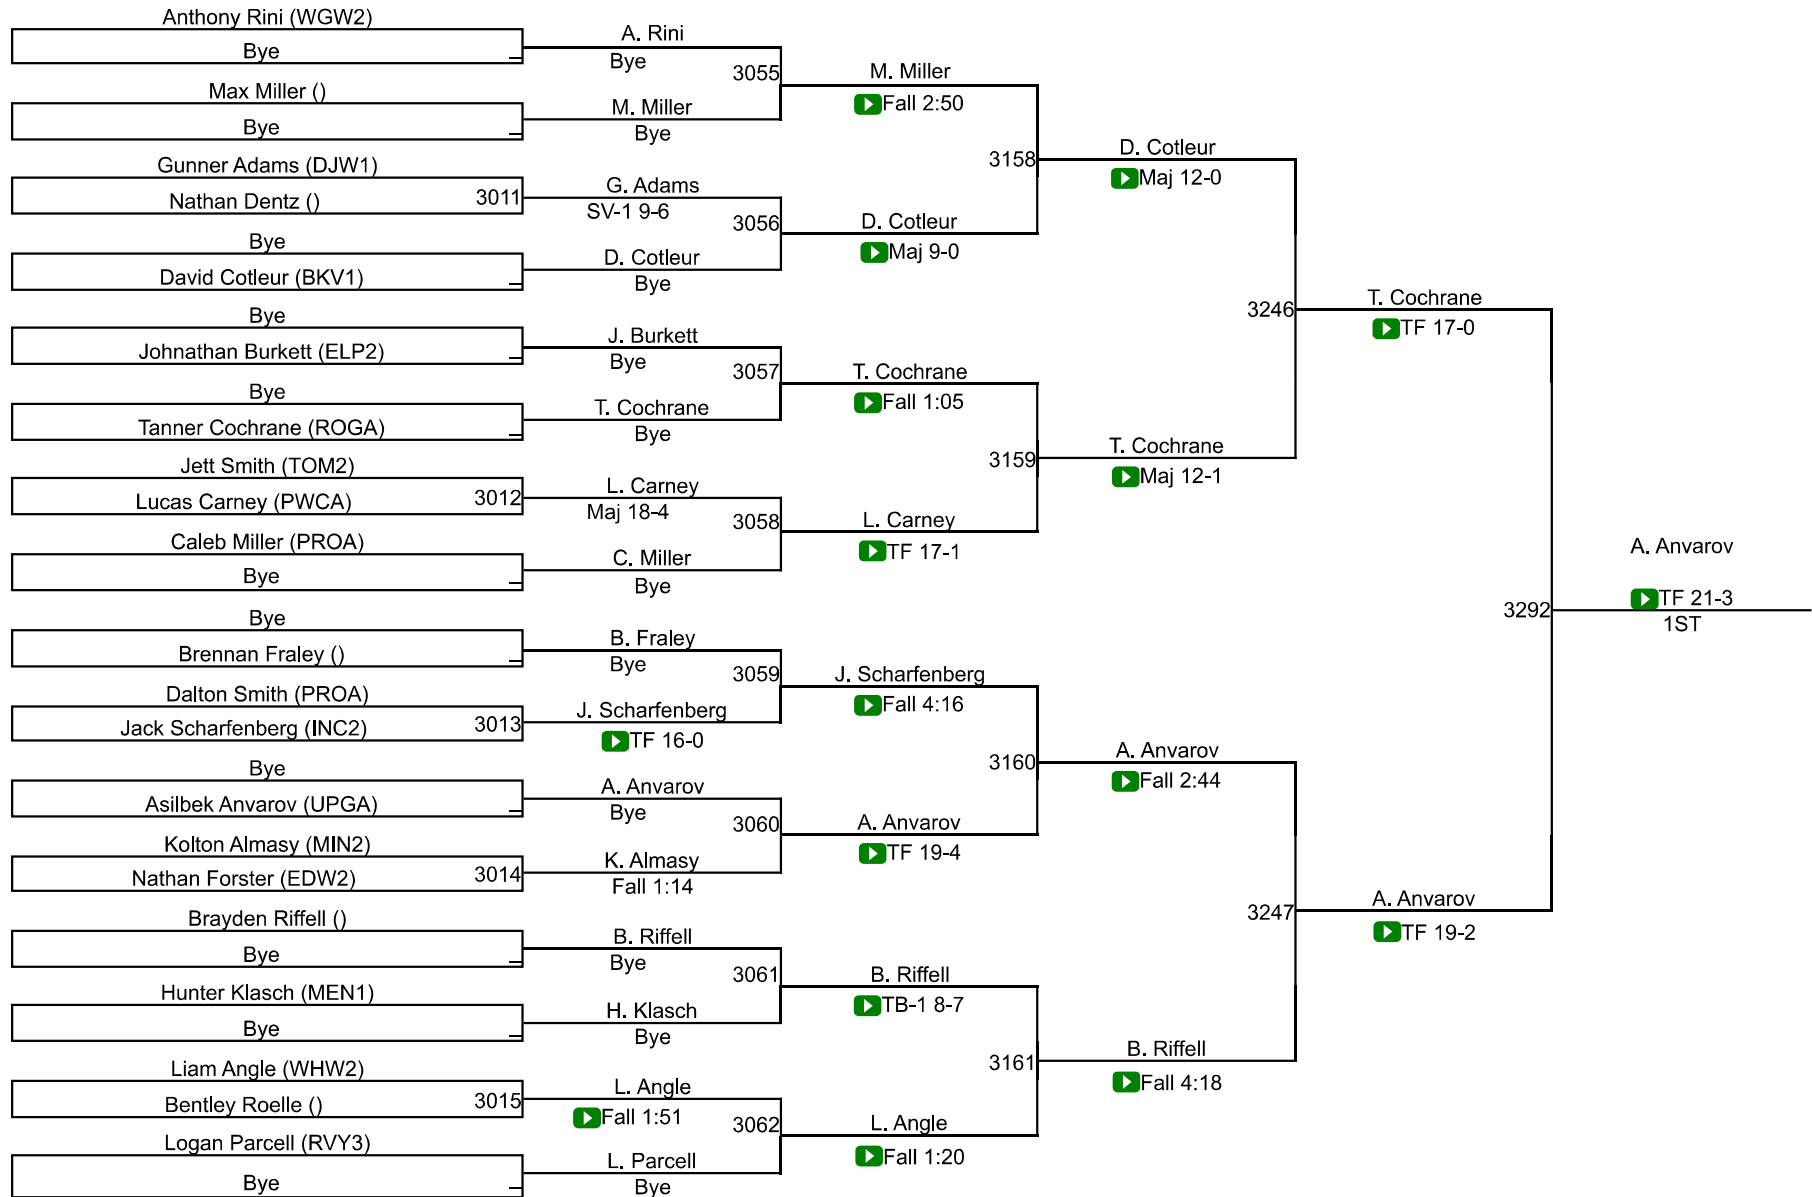 Anthony Rini (WGW2)
Bye
Max Miller ()
Bye
Gunner Adams (DJW1)
Nathan Dentz () 3011
Bye
David Cotleur (BKV1)
Bye
Johnathan Burkett (ELP2)
Bye
Tanner Cochrane (ROGA)
Jett Smith (TOM2)
Lucas Carney (PWCA) 3012
Caleb Miller (PROA)
Bye
Bye
Brennan Fraley ()
Dalton Smith (PROA)
Jack Scharfenberg (INC2) 3013
Bye
Asilbek Anvarov (UPGA)
Kolton Almasy (MIN2)
Nathan Forster (EDW2) 3014
Brayden Riffell ()
Bye
Hunter Klasch (MEN1)
Bye
Liam Angle (WHW2)
Bentley Roelle () 3015
Logan Parcell (RVY3)
Bye
A. Rini
Bye
3055
M. Miller
Bye
G. Adams
SV-1 9-6
3056
D. Cotleur
Bye
J. Burkett
Bye
3057
T. Cochrane
Bye
L. Carney
Maj 18-4
3058
C. Miller
Bye
B. Fraley
Bye
3059
J. Scharfenberg
TF 16-0
A. Anvarov
Bye
3060
K. Almasy
Fall 1:14
B. Riffell
Bye
3061
H. Klasch
Bye
L. Angle
Fall 1:51
3062
L. Parcell
Bye
M. Miller
Fall 2:50
3158
D. Cotleur
Maj 9-0
T. Cochrane
Fall 1:05
3159
L. Carney
TF 17-1
J. Scharfenberg
Fall 4:16
3160
A. Anvarov
TF 19-4
B. Riffell
TB-1 8-7
3161
L. Angle
Fall 1:20
D. Cotleur
Maj 12-0
3246
T. Cochrane
Maj 12-1
A. Anvarov
Fall 2:44
3247
B. Riffell
Fall 4:18
T. Cochrane
TF 17-0
3292
A. Anvarov
TF 19-2
A. Anvarov
TF 21-3
1ST